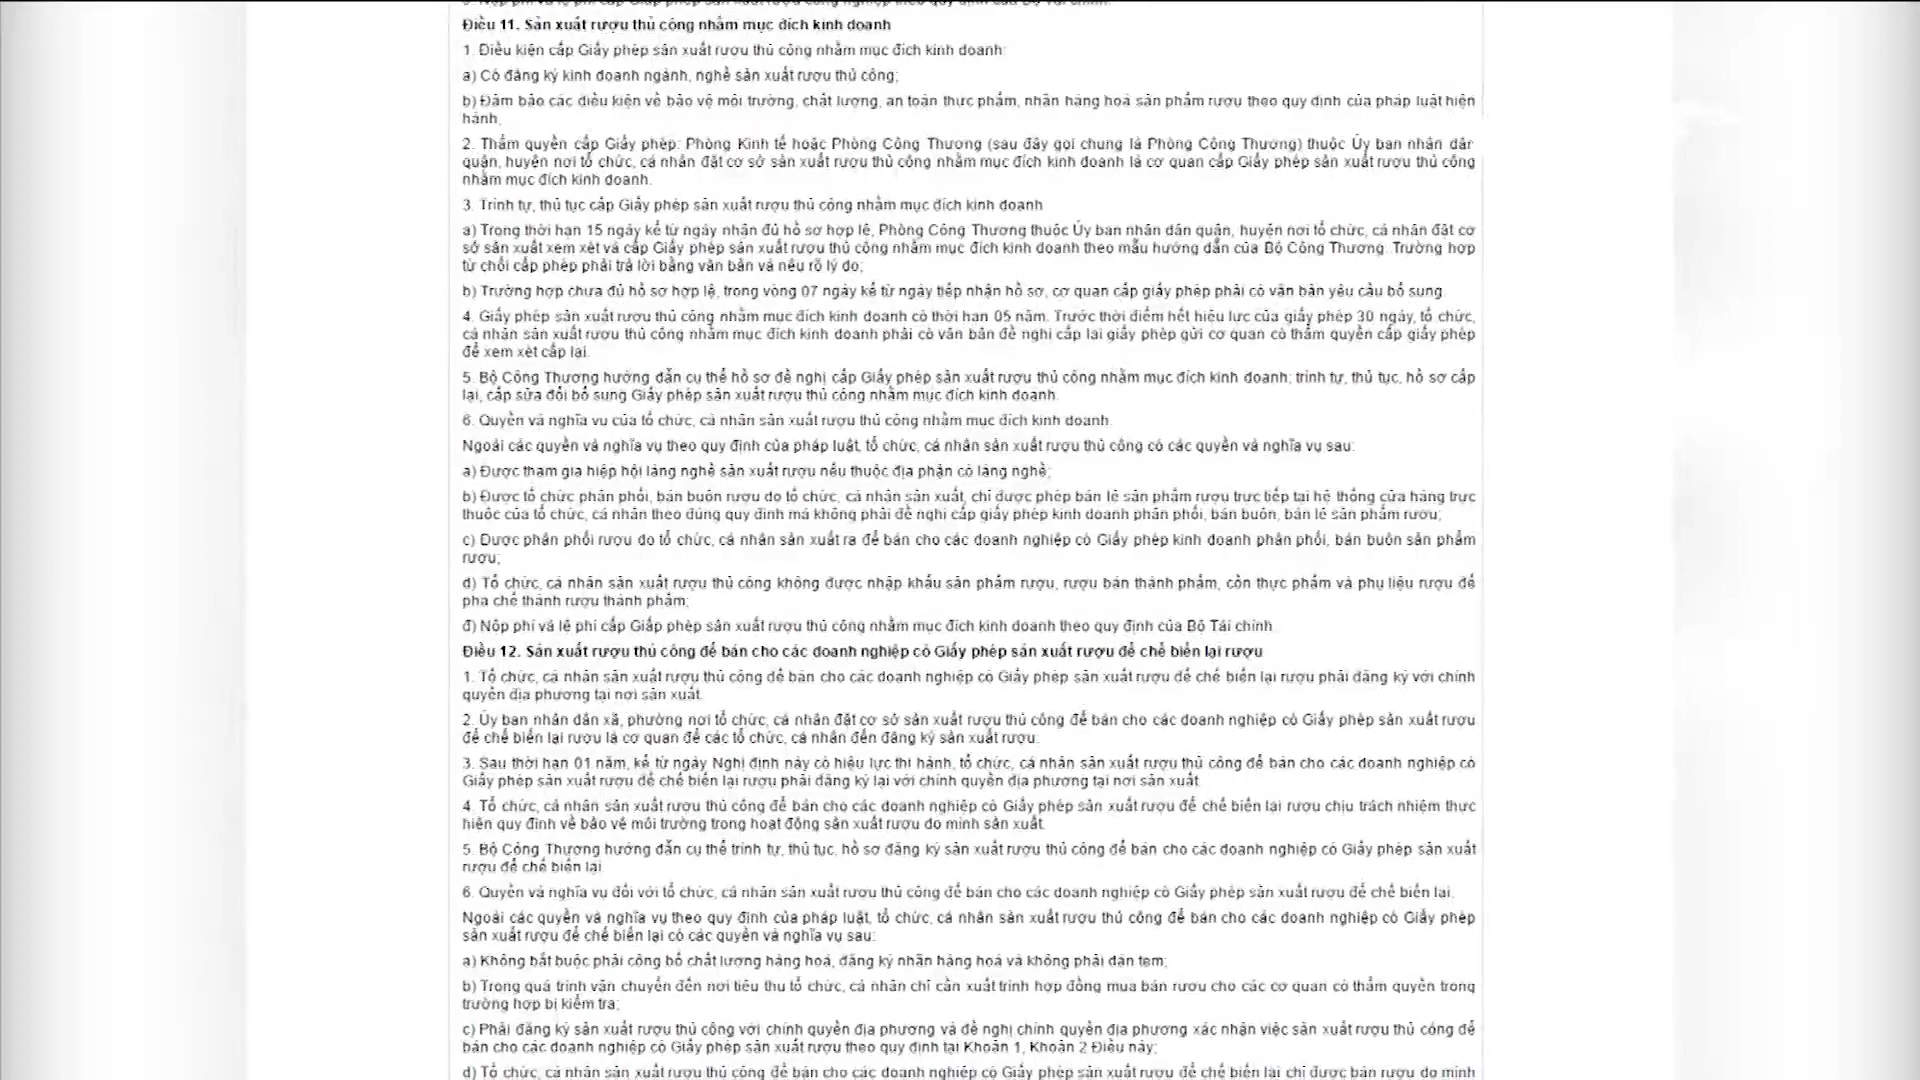 Điều 11. Sản xuất rượu thủ công nhằm mục đích kinh doanh
1. Điều kiện cấp Giấy phép sản xuất rượu thủ công nhằm mục đích kinh doanh:
a) Có đăng ký kinh doanh ngành, nghề sản xuất rượu thủ công;
b) Đảm bảo các điều kiện về bảo vệ môi trường, chất lượng, an toàn thực phẩm, nhãn hàng hoá sản phẩm rượu theo quy định của pháp luật hiện
hành.
2. Thẩm quyền cấp Giấy phép: Phòng Kinh tế hoặc Phòng Công Thương (sau đây gọi chung là Phòng Công Thương) thuộc Ủy ban nhân dân
quận, huyện nơi tổ chức, cá nhân đặt cơ sở sản xuất rượu thủ công nhằm mục đích kinh doanh là cơ quan cấp Giấy phép sản xuất rượu thủ công
nhằm mục đích kinh doanh.
3. Trình tự, thủ tục cấp Giấy phép sản xuất rượu thủ công nhằm mục đích kinh doanh
a) Trong thời hạn 15 ngày kể từ ngày nhận đủ hồ sơ hợp lệ, Phòng Công Thương thuộc Ủy ban nhân dân quận, huyện nơi tổ chức, cá nhân đặt cơ
sở sản xuất xem xét và cấp Giấy phép sản xuất rượu thủ công nhằm mục đích kinh doanh theo mẫu hướng dẫn của Bộ Công Thương. Trường hợp
từ chối cấp phép phải trả lời bằng văn bản và nêu rõ lý do;
b) Trường hợp chưa đủ hồ sơ hợp lệ, trong vòng 07 ngày kể từ ngày tiếp nhận hồ sơ, cơ quan cấp giấy phép phải có văn bản yêu cầu bổ sung.
4. Giấy phép sản xuất rượu thủ công nhằm mục đích kinh doanh có thời hạn 05 năm. Trước thời điểm hết hiệu lực của giấy phép 30 ngày, tổ chức,
cá nhân sản xuất rượu thủ công nhằm mục đích kinh doanh phải có văn bản đề nghị cấp lại giấy phép gửi cơ quan có thẩm quyền cấp giấy phép
để xem xét cấp lại.
5. Bộ Công Thương hướng dẫn cụ thể hồ sơ đề nghị cấp Giấy phép sản xuất rượu thủ công nhằm mục đích kinh doanh; trình tự, thủ tục, hồ sơ cấp
lại, cấp sửa đổi bổ sung Giấy phép sản xuất rượu thủ công nhằm mục đích kinh doanh.
6. Quyền và nghĩa vụ của tổ chức, cá nhân sản xuất rượu thủ công nhằm mục đích kinh doanh.
Ngoài các quyền và nghĩa vụ theo quy định của pháp luật, tổ chức, cá nhân sản xuất rượu thủ công có các quyền và nghĩa vụ sau:
a) Được tham gia hiệp hội làng nghề sản xuất rượu nếu thuộc địa phận có làng nghề;
b) Được tổ chức phân phối, bán buôn rượu do tổ chức, cá nhân sản xuất, chỉ được phép bán lẻ sản phẩm rượu trực tiếp tại hệ thống cửa hàng trực
thuộc của tổ chức, cá nhân theo đúng quy định mà không phải đề nghị cấp giấy phép kinh doanh phân phối, bán buôn, bán lẻ sản phẩm rượu;
c) Được phân phối rượu do tổ chức, cá nhân sản xuất ra để bán cho các doanh nghiệp có Giấy phép kinh doanh phân phối, bán buôn sản phẩm
rượu;
d) Tổ chức, cá nhân sản xuất rượu thủ công không được nhập khẩu sản phẩm rượu, rượu bán thành phẩm, cồn thực phẩm và phụ liệu rượu để
pha chế thành rượu thành phẩm;
đ) Nộp phí và lệ phí cấp Giấp phép sản xuất rượu thủ công nhằm mục đích kinh doanh theo quy định của Bộ Tài chính.
Điều 12. Sản xuất rượu thủ công để bán cho các doanh nghiệp có Giấy phép sản xuất rượu để chế biến lại rượu
1. Tổ chức, cá nhân sản xuất rượu thủ công để bán cho các doanh nghiệp có Giấy phép sản xuất rượu để chế biến lại rượu phải đăng ký với chính
quyền địa phương tại nơi sản xuất.
2. Ủy ban nhân dân xã, phường nơi tổ chức, cá nhân đặt cơ sở sản xuất rượu thủ công để bán cho các doanh nghiệp có Giấy phép sản xuất rượu
để chế biến lại rượu là cơ quan để các tổ chức, cá nhân đến đăng ký sản xuất rượu.
3. Sau thời hạn 01 năm, kể từ ngày Nghị định này có hiệu lực thi hành, tổ chức, cá nhân sản xuất rượu thủ công để bán cho các doanh nghiệp có
Giấy phép sản xuất rượu để chế biến lại rượu phải đăng ký lại với chính quyền địa phương tại nơi sản xuất.
4. Tổ chức, cá nhân sản xuất rượu thủ công để bán cho các doanh nghiệp có Giấy phép sản xuất rượu để chế biến lại rượu chịu trách nhiệm thực
hiện quy định về bảo vệ môi trường trong hoạt động sản xuất rượu do mình sản xuất.
5. Bộ Công Thương hướng dẫn cụ thể trình tự, thủ tục, hồ sơ đăng ký sản xuất rượu thủ công để bán cho các doanh nghiệp có Giấy phép sản xuất
rượu để chế biến lại.
6. Quyền và nghĩa vụ đối với tổ chức, cá nhân sản xuất rượu thủ công để bán cho các doanh nghiệp có Giấy phép sản xuất rượu để chế biến lại.
Ngoài các quyền và nghĩa vụ theo quy định của pháp luật, tổ chức, cá nhân sản xuất rượu thủ công để bán cho các doanh nghiệp có Giấy phép
sản xuất rượu để chế biến lại có các quyền và nghĩa vụ sau:
a) Không bắt buộc phải công bố chất lượng hàng hoá, đăng ký nhãn hàng hoá và không phải dán tem;
b) Trong quá trình vận chuyển đến nơi tiêu thụ tổ chức, cá nhân chỉ cần xuất trình hợp đồng mua bán rượu cho các cơ quan có thẩm quyền trong
trường hợp bị kiểm tra;
c) Phải đăng ký sản xuất rượu thủ công với chính quyền địa phương và đề nghị chính quyền địa phương xác nhận việc sản xuất rượu thủ công để
bán cho các doanh nghiệp có Giấy phép sản xuất rượu theo quy định tại Khoản 1, Khoản 2 Điều này;
d) Tổ chức, cá nhân sản xuất rượu thủ công để bán cho các doanh nghiệp có Giấy phép sản xuất rượu để chế biến lại chỉ được bán rượu do mình